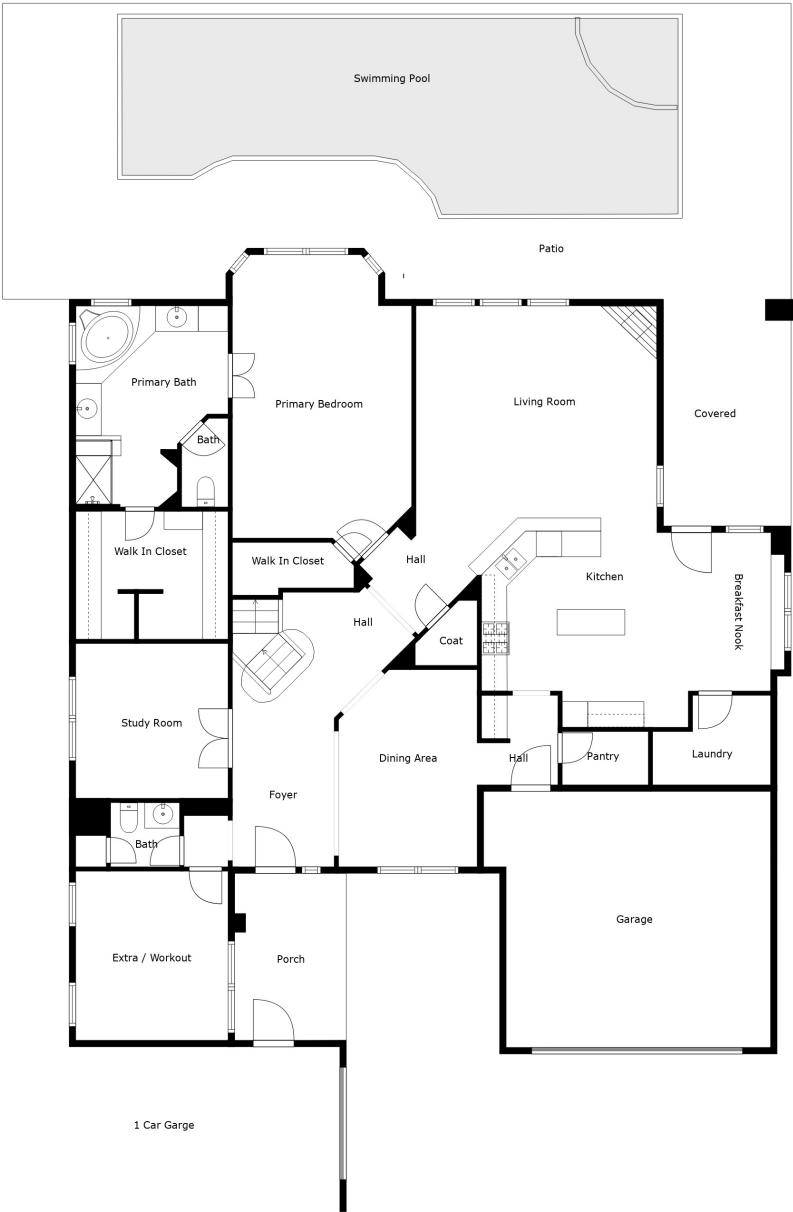 Swimming Pool
Patio
Primary Bath
Primary Bedroom
Living Room
Covered
Bath
Walk In Closet
Walk In Closet
Hall
Kitchen
Breakfast Nook
Hall
Coat
Study Room
Dining Area
Hall
Pantry
Laundry
Foyer
Bath
Garage
Extra / Workout
Porch
1 Car Garge